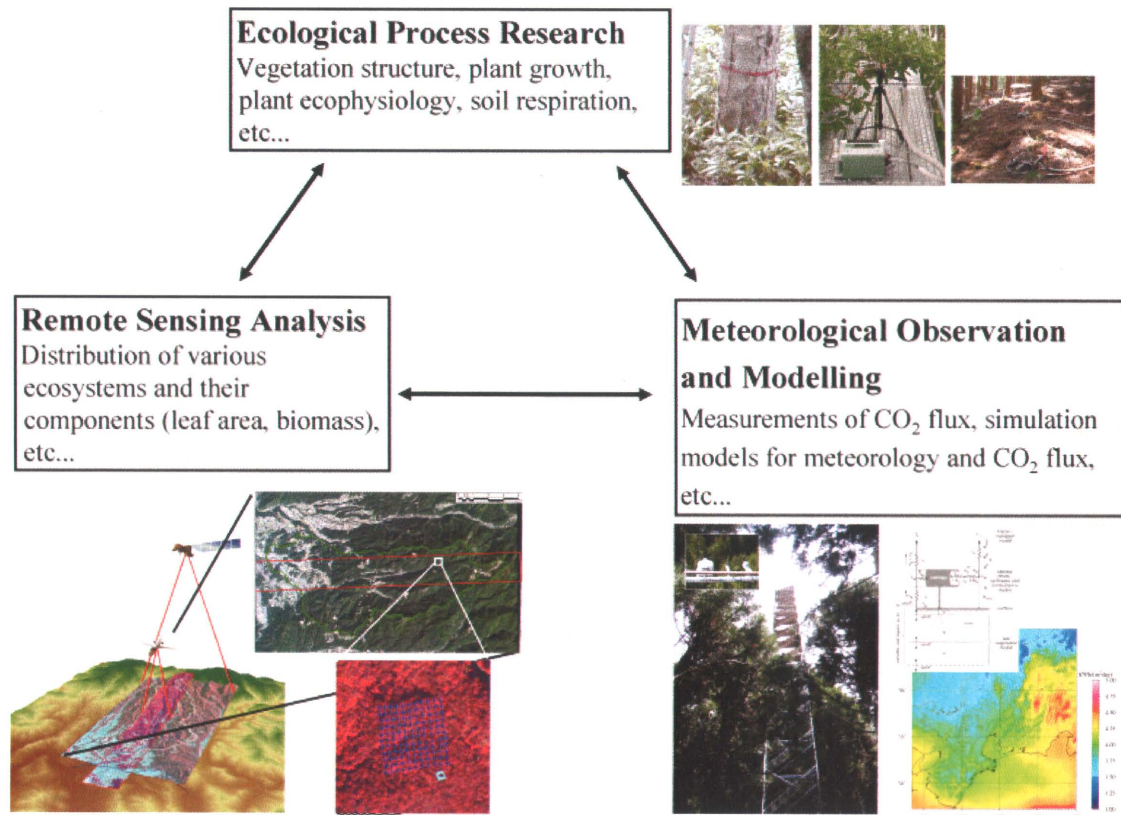 Ecological Process Research
Vegetation structure, plant growth,
plant ecophysiology, soil respiration,
etc...
Remote Sensing Analysis
Distribution of various
ecosystems and their
components (leaf area, biomass),
etc...
Meteorological Observation
and Modelling
Measurements of CO₂ flux, simulation
models for meteorology and CO₂ flux,
etc...